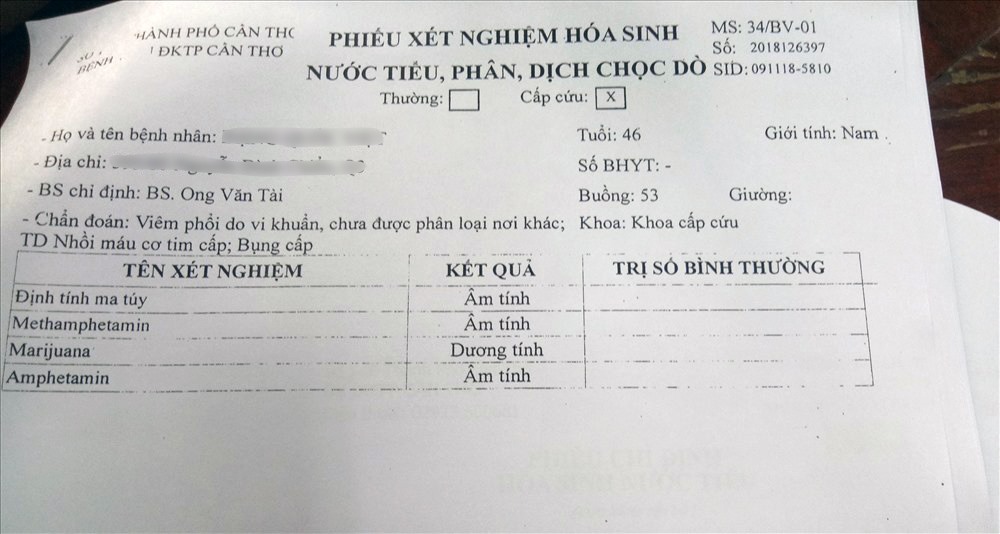 HÀNH PHỐ CẦN THƠ
ĐKTP CẦN THƠ
BỆNH
PHIẾU XÉT NGHIỆM HÓA SINH
NƯỚC TIỂU, PHÂN, DỊCH CHỌC DÒ
MS: 34/BV-01
Số: 2018126397
SID: 091118-5810
Thường: Cấp cứu: X
- Họ và tên bệnh nhân: Tuổi: 46 Giới tính: Nam
- Địa chỉ: Số BHYT: -
- BS chỉ định: BS. Ong Văn Tài Buồng: 53 Giường:
- Chẩn đoán: Viêm phổi do vi khuẩn, chưa được phân loại nơi khác; Khoa: Khoa cấp cứu
TD Nhồi máu cơ tim cấp; Bụng cấp
TÊN XÉT NGHIỆM KẾT QUẢ TRỊ SỐ BÌNH THƯỜNG
Định tính ma túy Âm tính
Methamphetamin Âm tính
Marijuana Dương tính
Amphetamin Âm tính